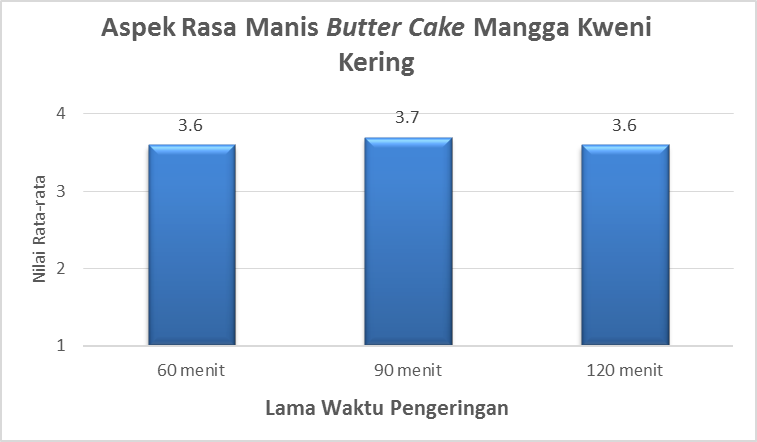 Aspek Rasa Manis Butter Cake Mangga Kweni
Kering
Nilai Rata-rata
4
3
2
1
3.6
3.7
3.6
60 menit
90 menit
120 menit
Lama Waktu Pengeringan